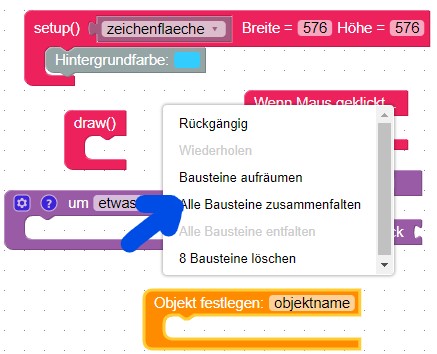 setup() zeichenflaeche Breite = 576 Höhe = 576
Hintergrundfarbe:
Wenn Maus geklickt
draw()
Rückgängig
Wiederholen
Bausteine aufräumen
? um etwas
Alle Bausteine zusammenfalten
Alle Bausteine entfalten
ck
8 Bausteine löschen
Objekt festlegen: objektname